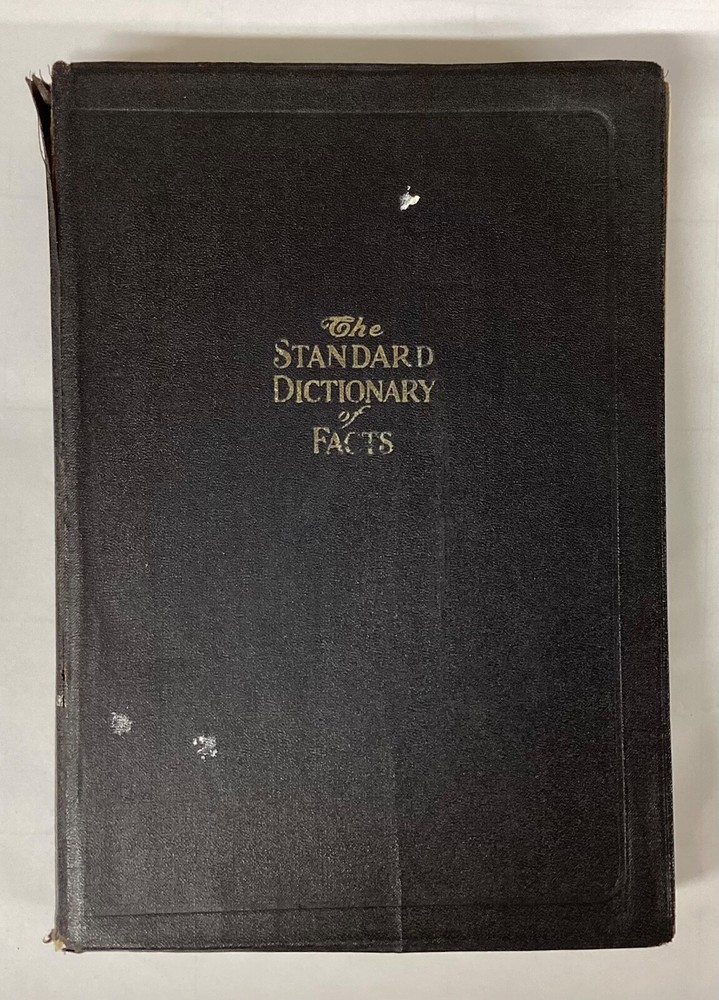 The
STANDARD
DICTIONARY
of
FACTS